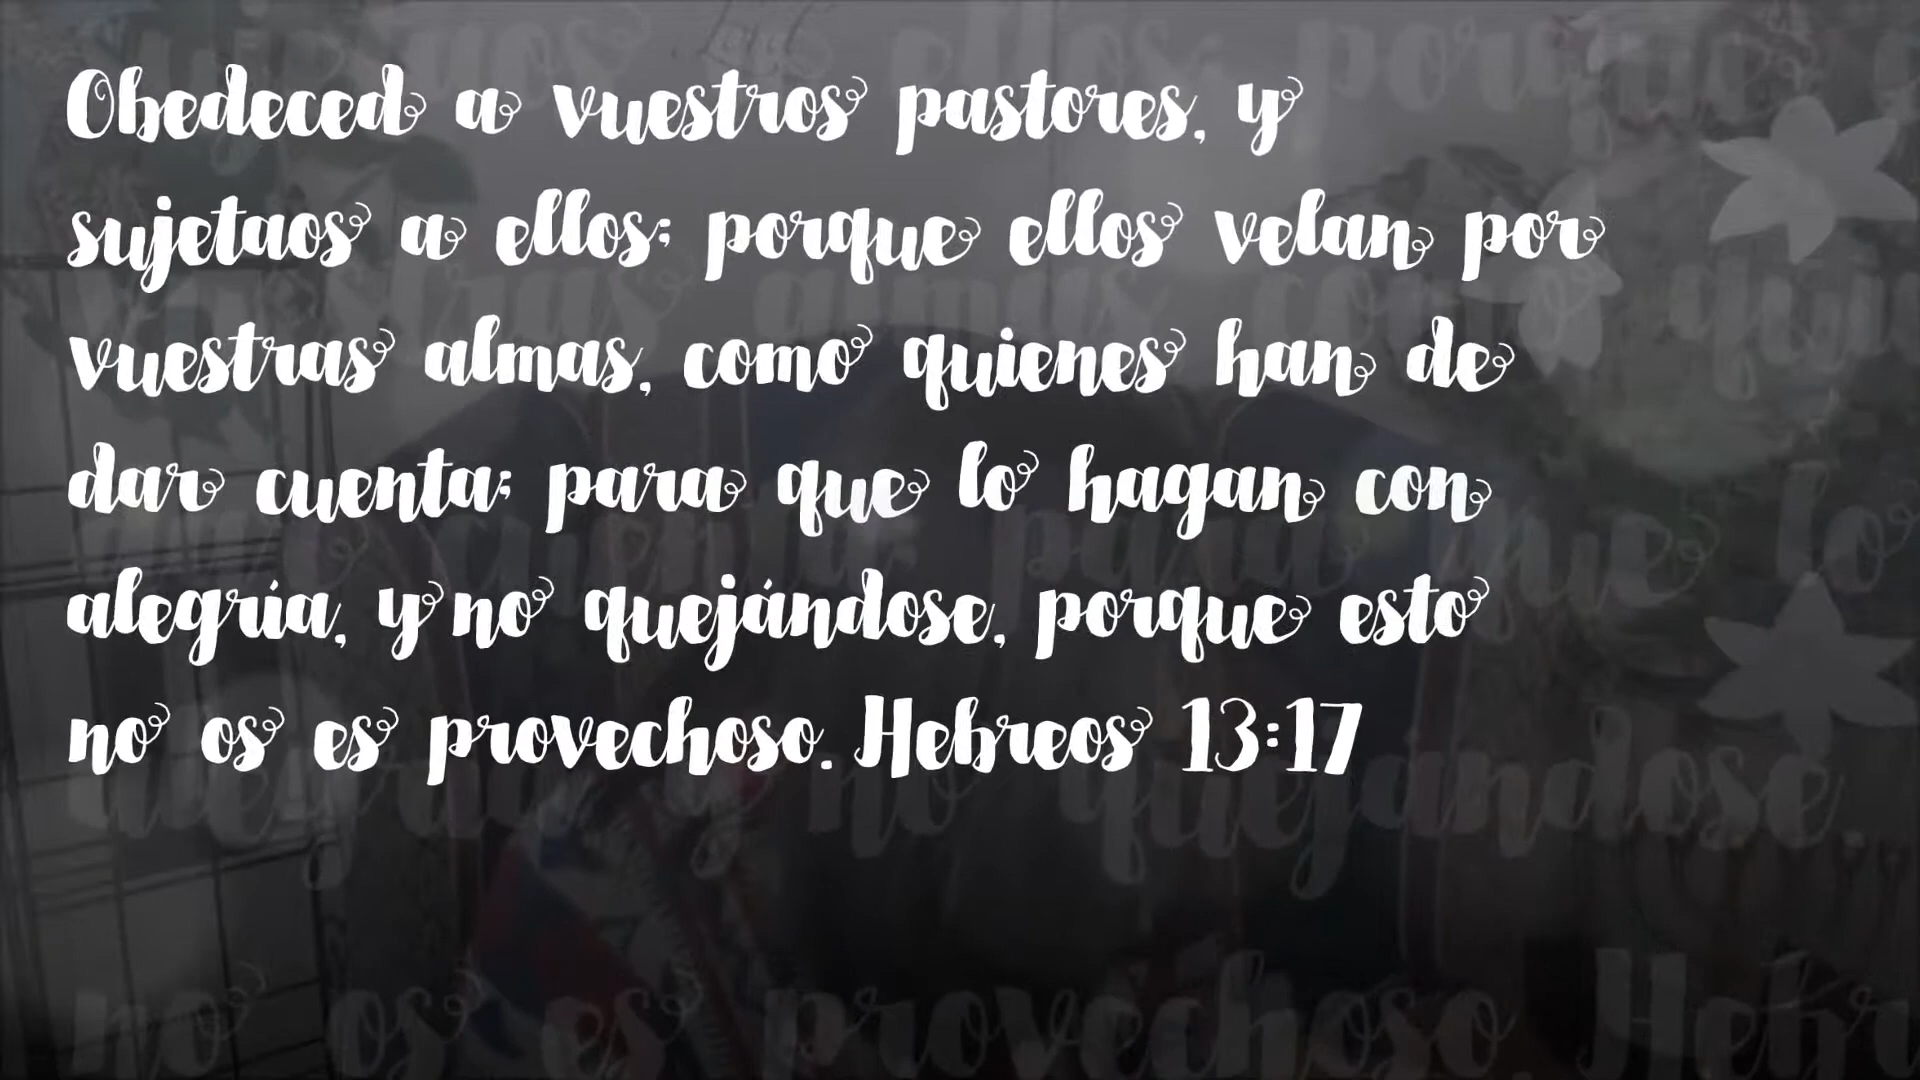 Obedeced a vuestros pastores, y
sujetaos a ellos; porque ellos velan por
vuestras almas, como quienes han de
dar cuenta; para que lo hagan con
alegría, y no quejándose, porque esto
no os es provechoso. Hebreos 13:17